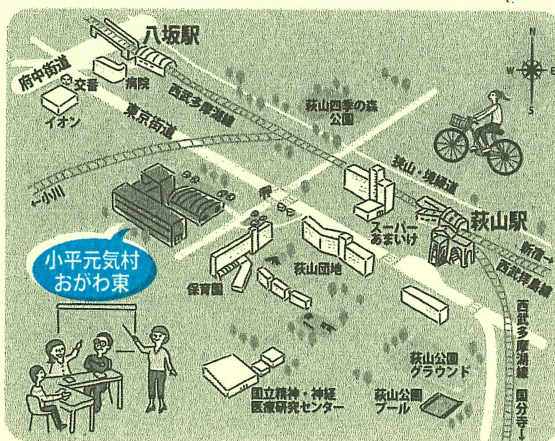 八坂駅
府中街道
交番
病院
イオン
西武多摩湖線
東京街道
萩山四季の森
公園
N
W
E
S
←小川
狭山・境緑道
スーパー
あまいけ
萩山駅
新宿→
西武拝島線
小平元気村
おがわ東
保育園
萩山団地
西武多摩湖線 国分寺→
国立精神・神経
医療研究センター
萩山公園
グラウンド
萩山公園
プール